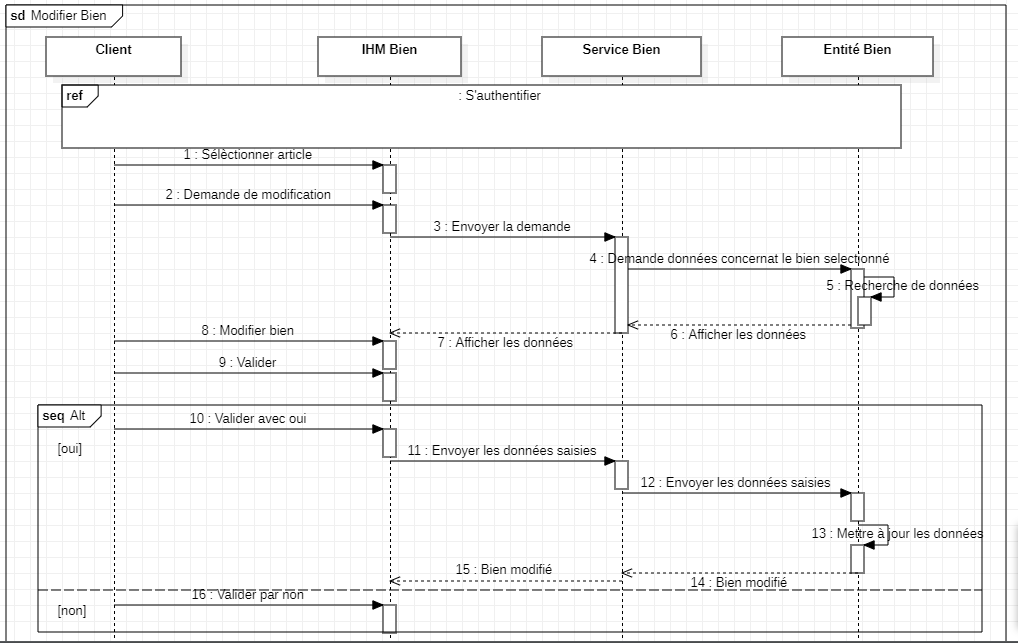 sd Modifier Bien
Client
IHM Bien
Service Bien
Entité Bien
ref
: S'authentifier
1 : Sélèctionner article
2 : Demande de modification
3 : Envoyer la demande
4 : Demande données concernat le bien selectionné
5 : Recherche de données
6 : Afficher les données
7 : Afficher les données
8 : Modifier bien
9 : Valider
seq Alt
10 : Valider avec oui
[oui]
11 : Envoyer les données saisies
12 : Envoyer les données saisies
13 : Mettre à jour les données
14 : Bien modifié
15 : Bien modifié
16 : Valider par non
[non]